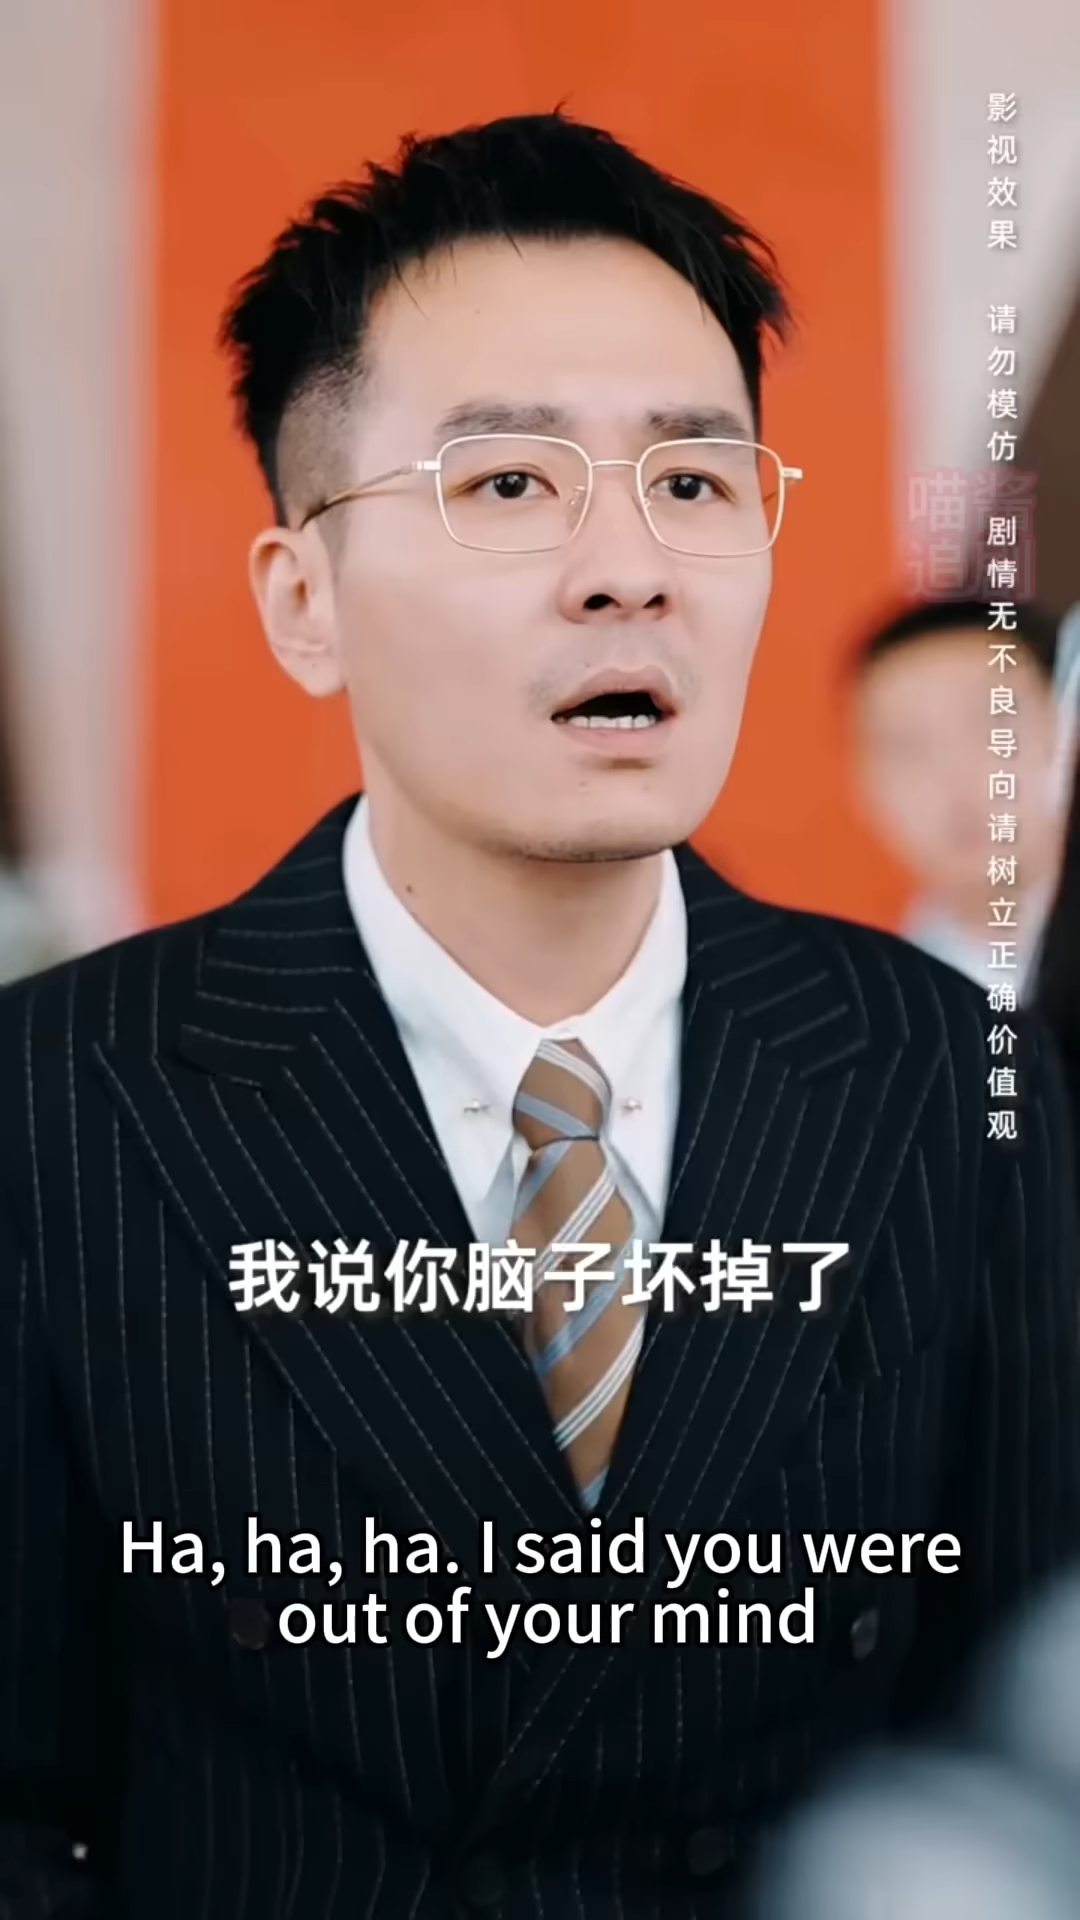 影视效果 请勿模仿 剧情无不良导向请树立正确价值观
喵酱
追剧
我说你脑子坏掉了
Ha, ha, ha. I said you were
out of your mind